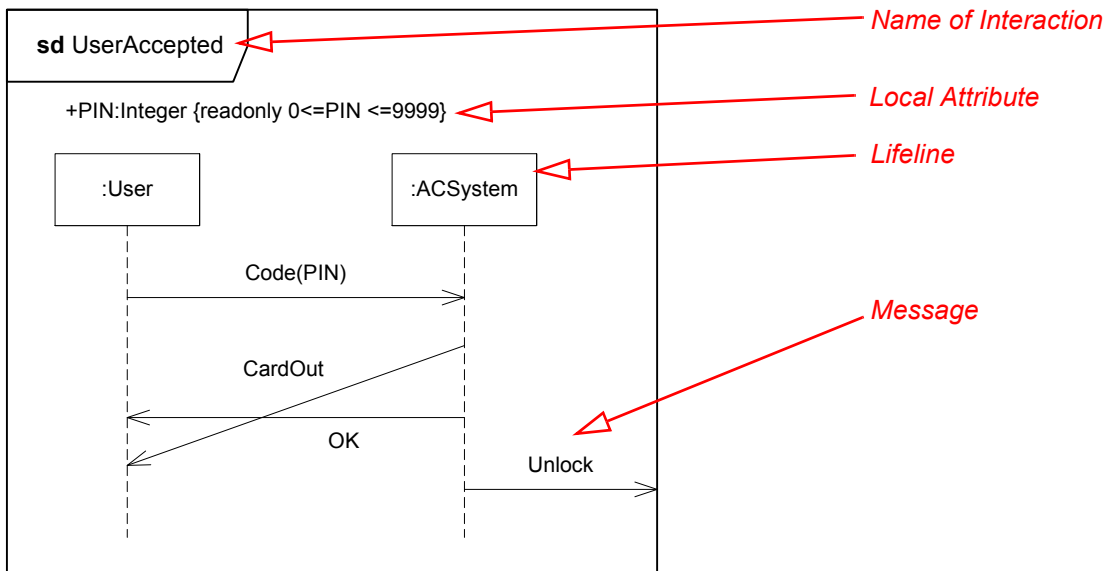 Name of Interaction
sd UserAccepted
+PIN:Integer {readonly 0<=PIN <=9999}
Local Attribute
Lifeline
:User
:ACSystem
Code(PIN)
Message
CardOut
OK
Unlock